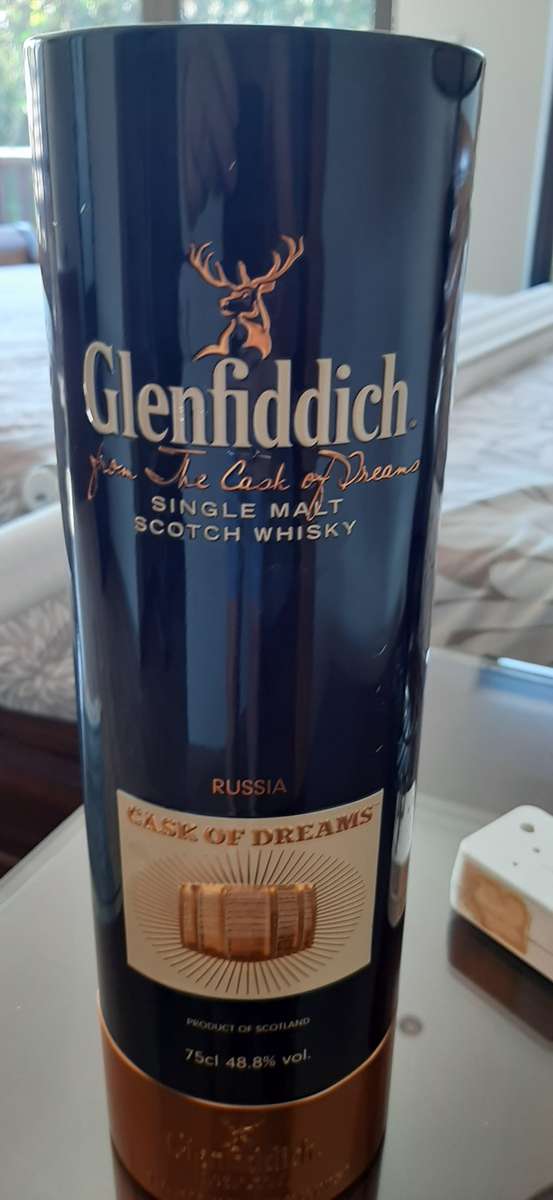 Glenfiddich
from The Cask of Dreams
SINGLE MALT
SCOTCH WHISKY
RUSSIA
CASK OF DREAMS
PRODUCT OF SCOTLAND
75cl 48.8% vol.
Glenfiddich